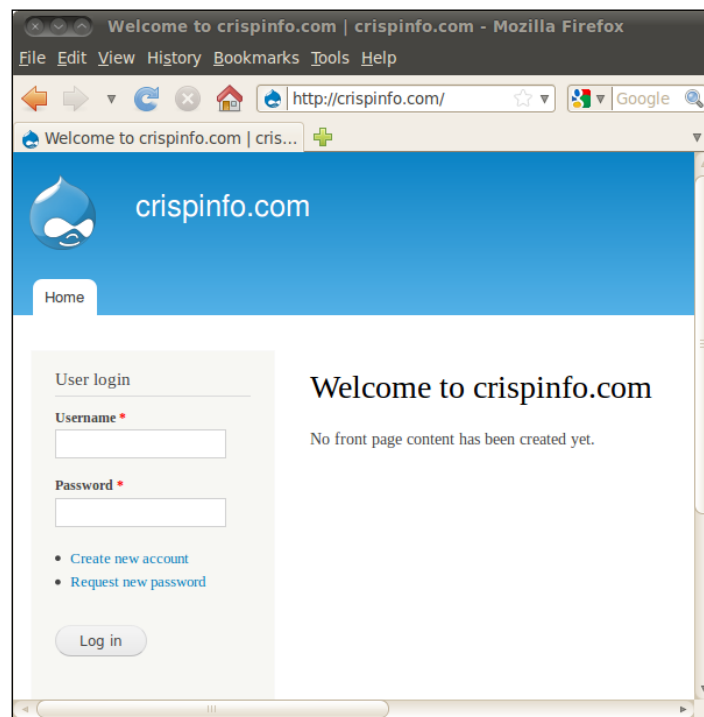 Welcome to crispinfo.com | crispinfo.com - Mozilla Firefox
File Edit View History Bookmarks Tools Help
http://crispinfo.com/ Google
Welcome to crispinfo.com | cris...
crispinfo.com
Home
User login
Username *
Password *
Create new account
Request new password
Log in
Welcome to crispinfo.com
No front page content has been created yet.